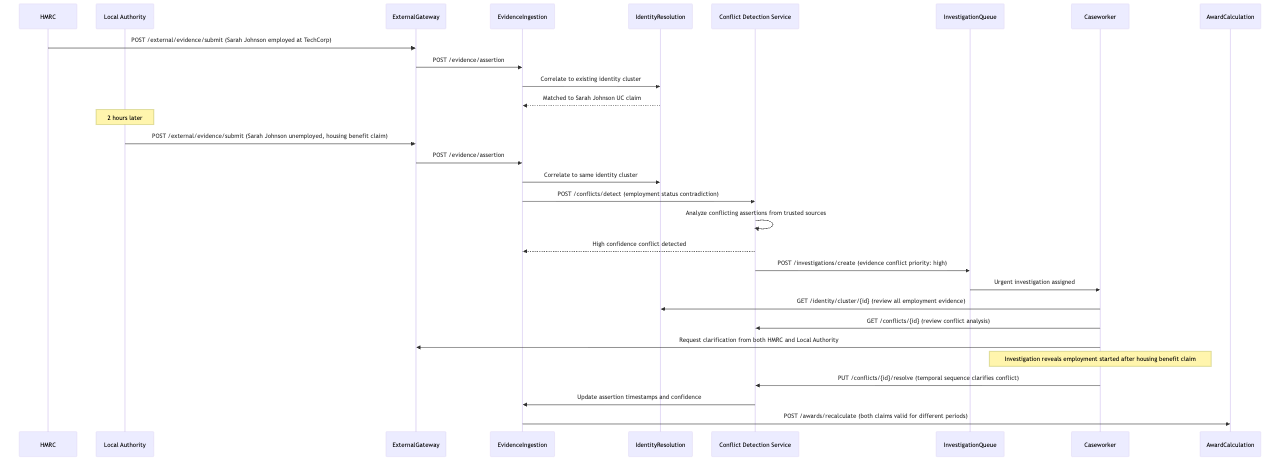 HMRC
Local Authority
ExternalGateway
EvidenceIngestion
IdentityResolution
Conflict Detection Service
InvestigationQueue
Caseworker
AwardCalculation
POST /external/evidence/submit (Sarah Johnson employed at TechCorp)
POST /evidence/assertion
Correlate to existing identity cluster
Matched to Sarah Johnson UC claim
2 hours later
POST /external/evidence/submit (Sarah Johnson unemployed, housing benefit claim)
POST /evidence/assertion
Correlate to same identity cluster
POST /conflicts/detect (employment status contradiction)
Analyze conflicting assertions from trusted sources
High confidence conflict detected
POST /investigations/create (evidence conflict priority: high)
Urgent investigation assigned
GET /identity/cluster/{id} (review all employment evidence)
GET /conflicts/{id} (review conflict analysis)
Request clarification from both HMRC and Local Authority
Investigation reveals employment started after housing benefit claim
PUT /conflicts/{id}/resolve (temporal sequence clarifies conflict)
Update assertion timestamps and confidence
POST /awards/recalculate (both claims valid for different periods)
HMRC
Local Authority
ExternalGateway
EvidenceIngestion
IdentityResolution
Conflict Detection Service
InvestigationQueue
Caseworker
AwardCalculation